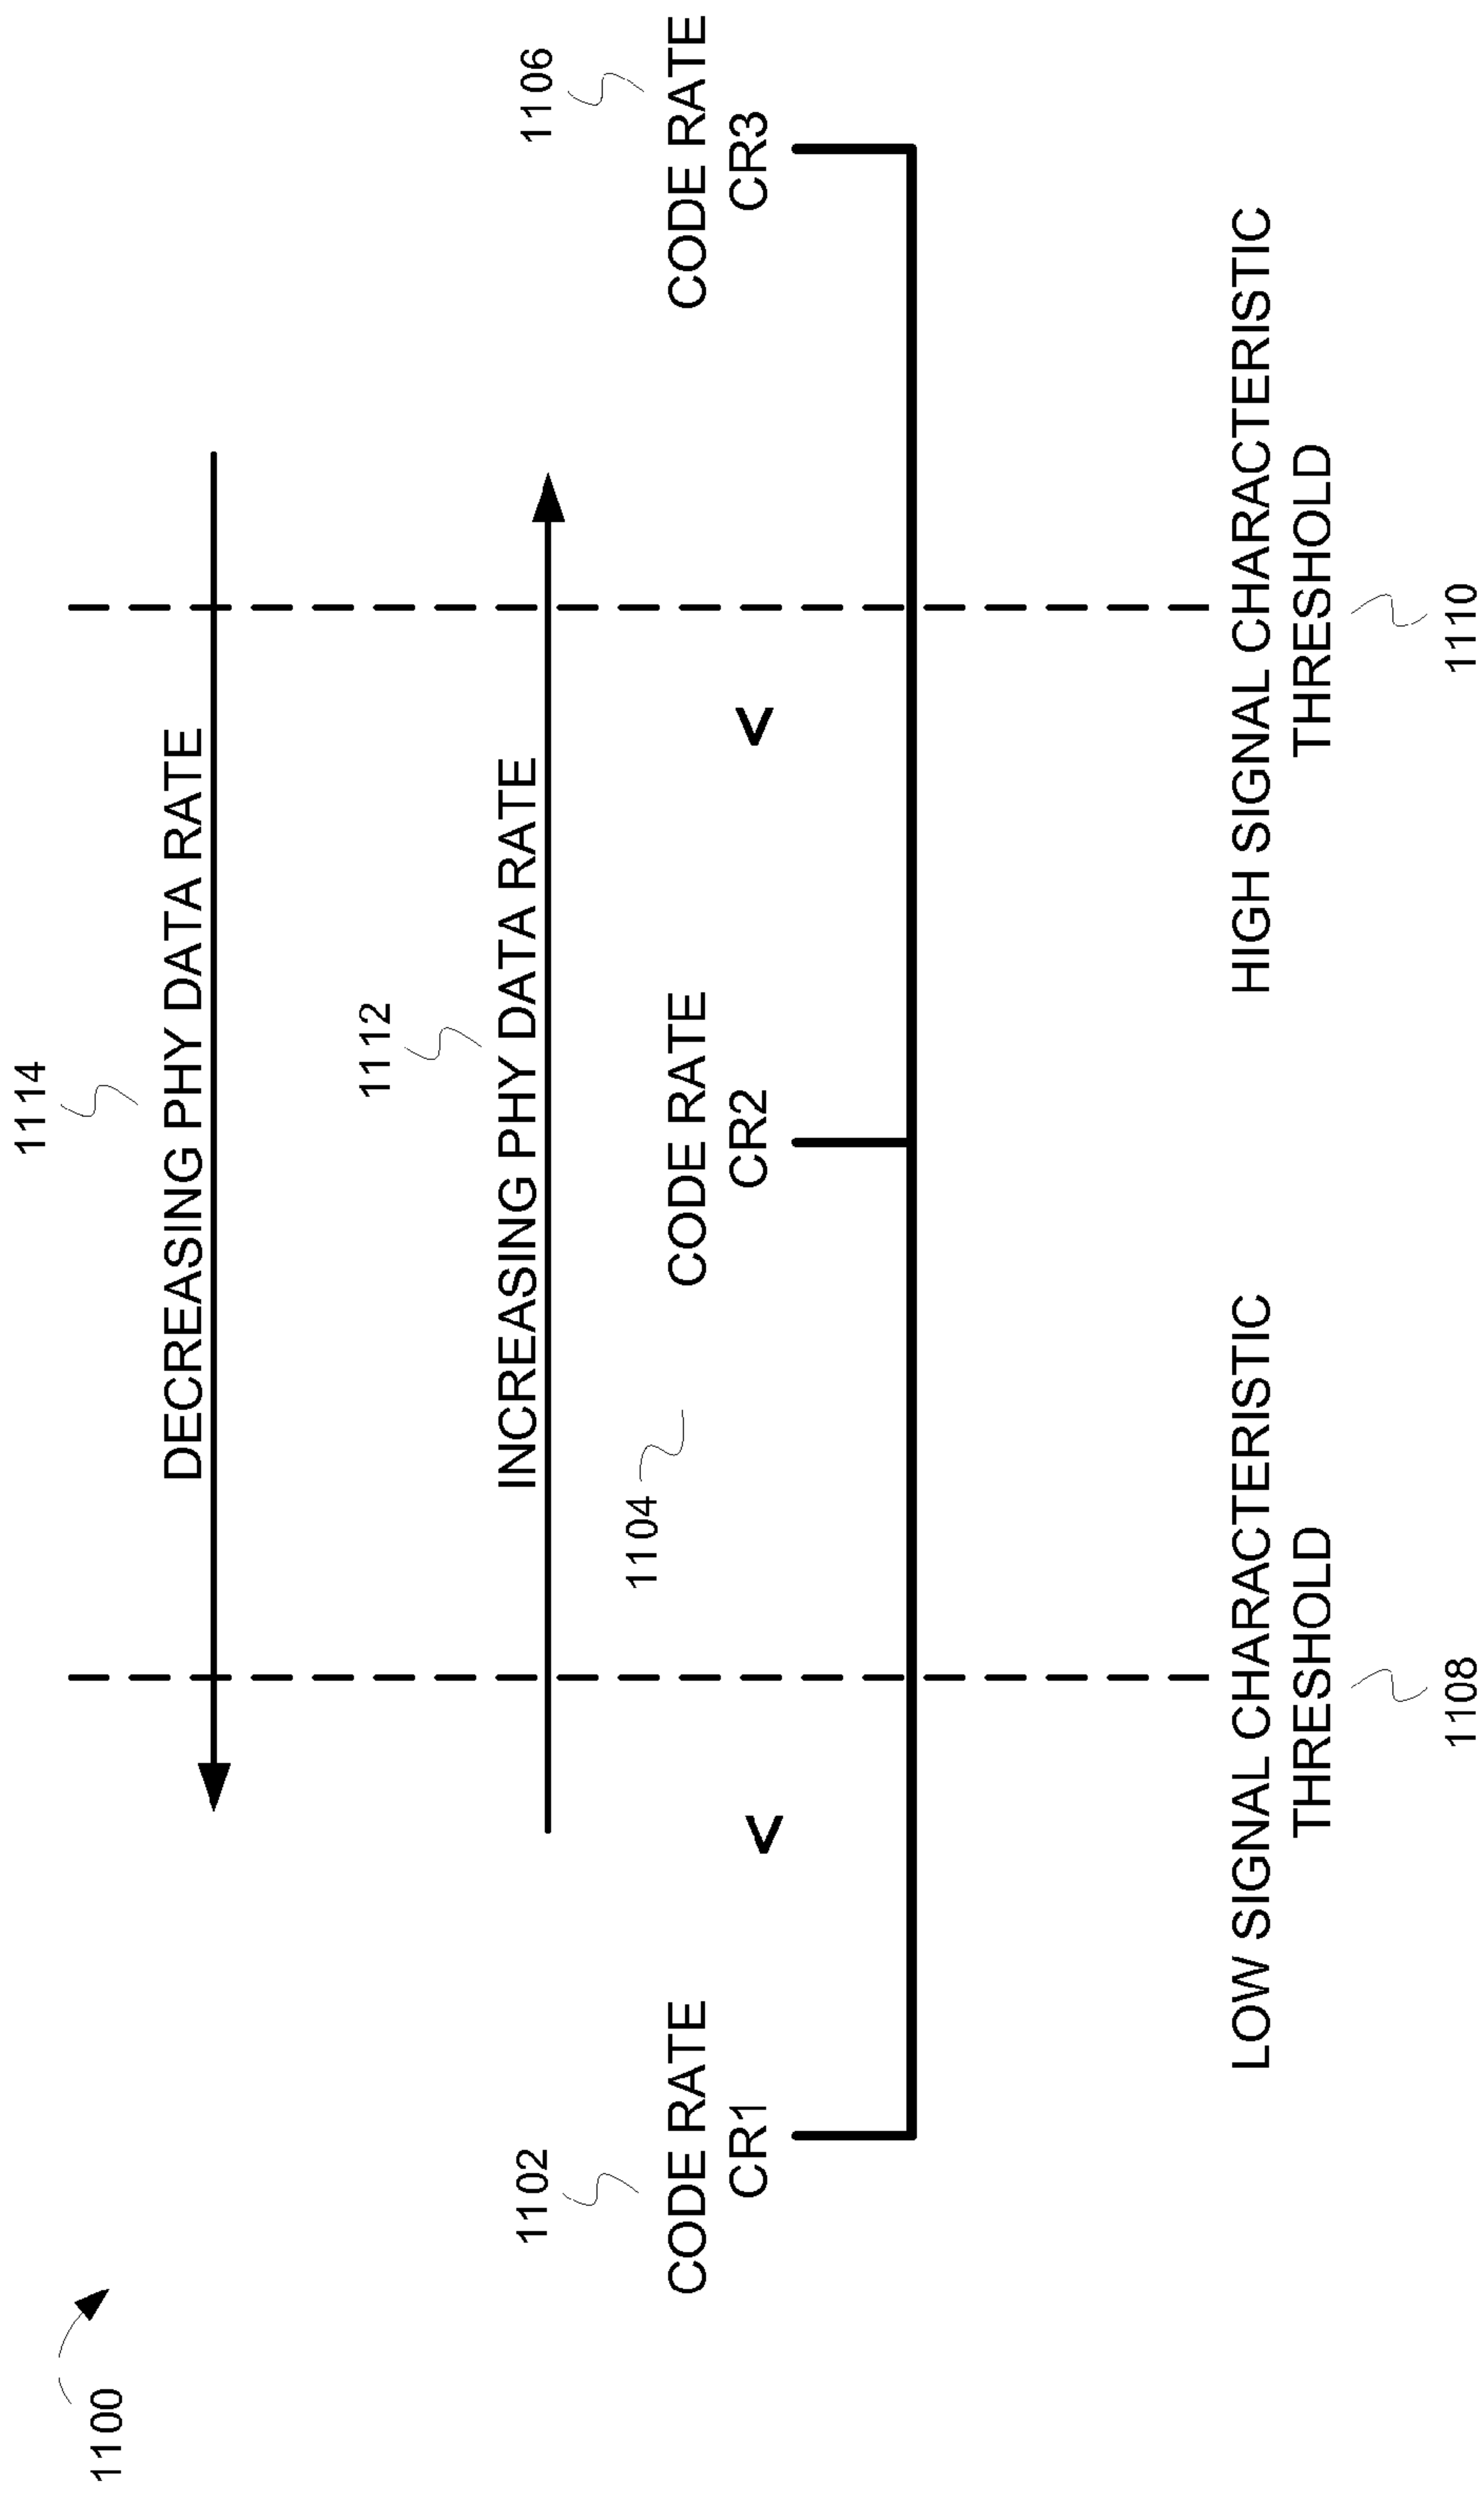 1114
1100
DECREASING PHY DATA RATE
1112
INCREASING PHY DATA RATE
1102
1106
1104
CODE RATE
CR1
<
CODE RATE
CR2
<
CODE RATE
CR3
LOW SIGNAL CHARACTERISTIC
THRESHOLD
1108
HIGH SIGNAL CHARACTERISTIC
THRESHOLD
1110